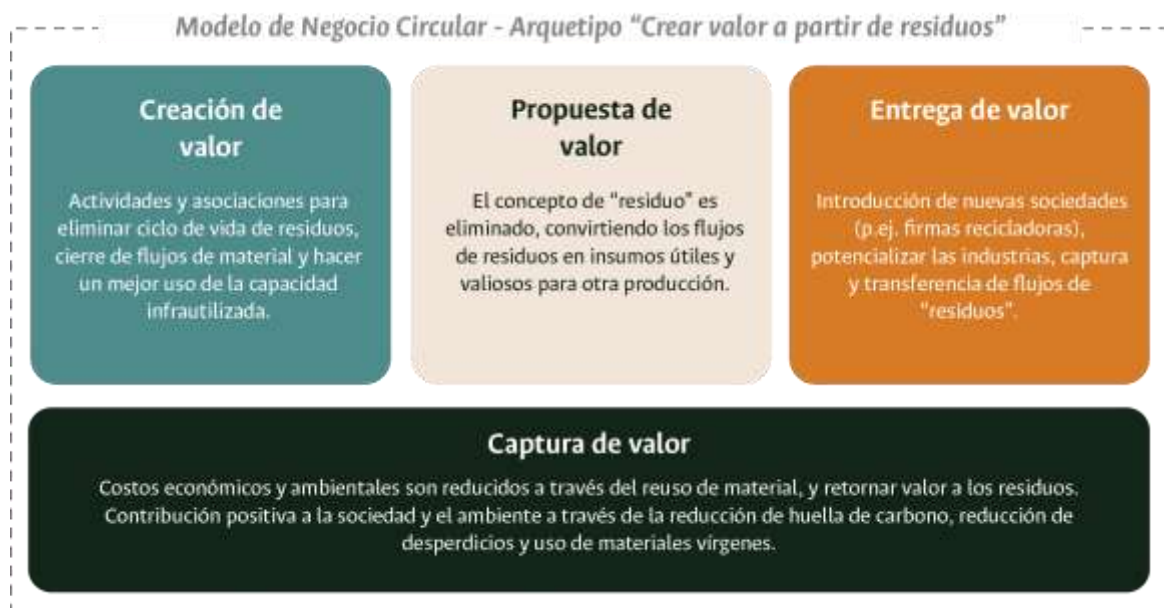 Modelo de Negocio Circular - Arquetipo “Crear valor a partir de residuos”
Creación de
valor
Actividades y asociaciones para
eliminar ciclo de vida de residuos,
cierre de flujos de material y hacer
un mejor uso de la capacidad
infrautilizada.
Propuesta de
valor
El concepto de “residuo” es
eliminado, convirtiendo los flujos
de residuos en insumos útiles y
valiosos para otra producción.
Entrega de valor
Introducción de nuevas sociedades
(p.ej. firmas recicladoras),
potencializar las industrias, captura
y transferencia de flujos de
“residuos”.
Captura de valor
Costos económicos y ambientales son reducidos a través del reuso de material, y retornar valor a los residuos.
Contribución positiva a la sociedad y el ambiente a través de la reducción de huella de carbono, reducción de
desperdicios y uso de materiales vírgenes.